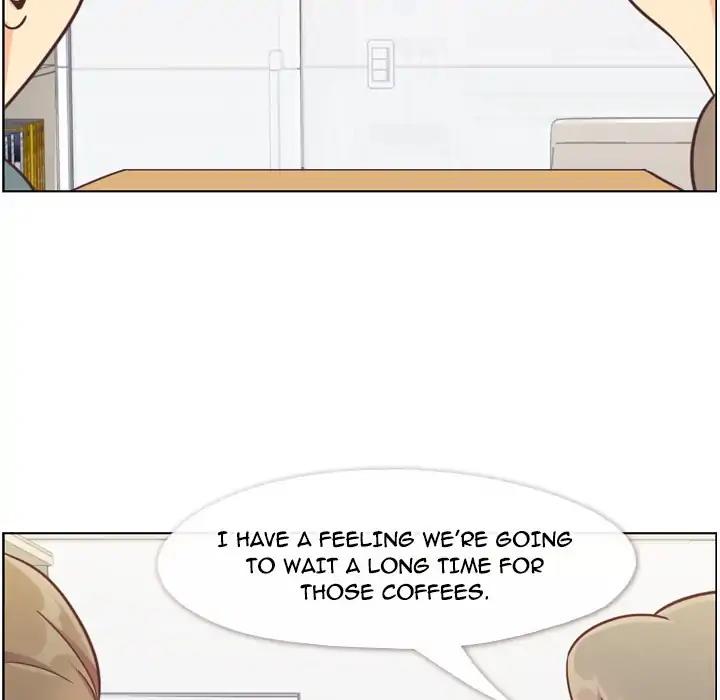 I HAVE A FEELING WE'RE GOING
TO WAIT A LONG TIME FOR
THOSE COFFEES.